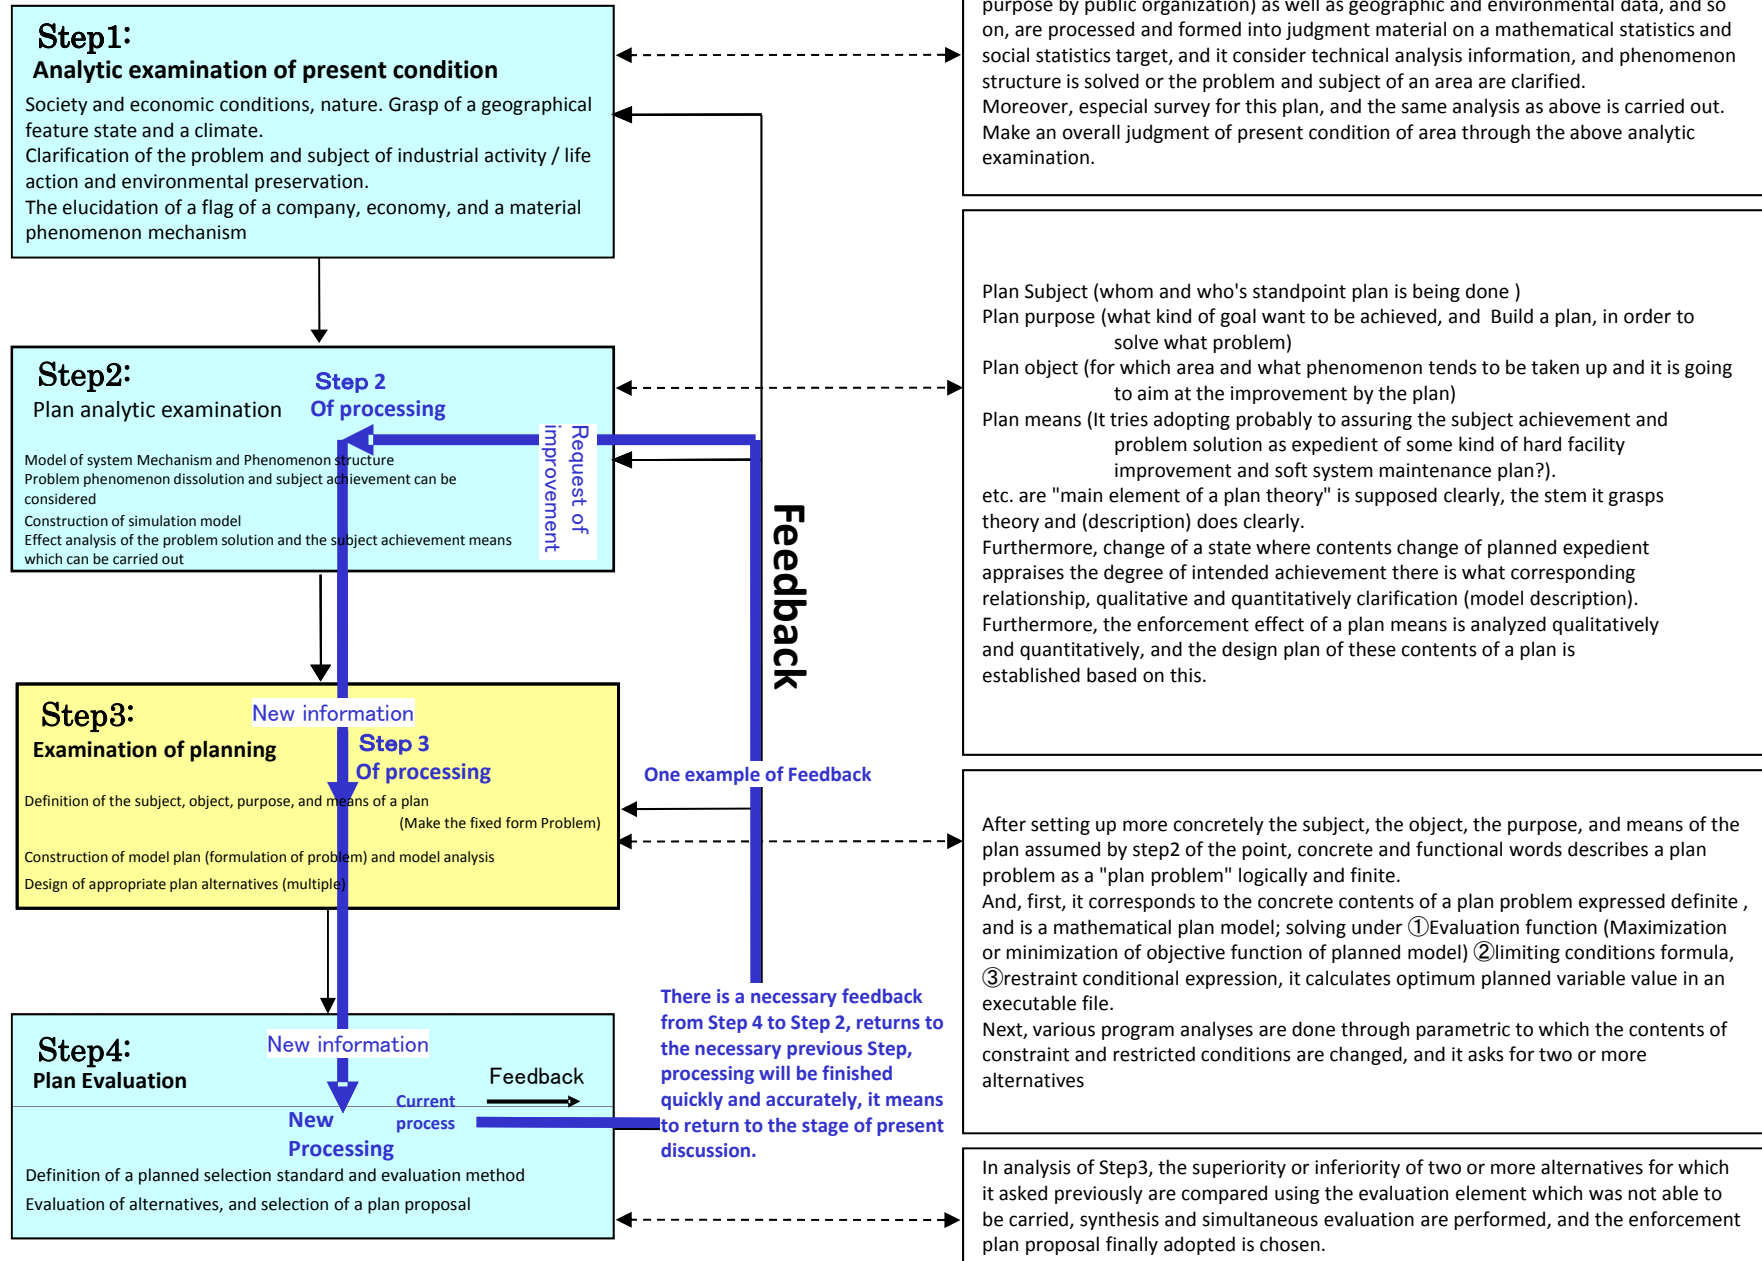 Step1:
Analytic examination of present condition
Society and economic conditions, nature. Grasp of a geographical
feature state and a climate.
Clarification of the problem and subject of industrial activity / life
action and environmental preservation.
The elucidation of a flag of a company, economy, and a material
phenomenon mechanism
purpose by public organization) as well as geographic and environmental data, and so
on, are processed and formed into judgment material on a mathematical statistics and
social statistics target, and it consider technical analysis information, and phenomenon
structure is solved or the problem and subject of an area are clarified.
Moreover, especial survey for this plan, and the same analysis as above is carried out.
Make an overall judgment of present condition of area through the above analytic
examination.
Step2:
Plan analytic examination
Step 2
Of processing
Request of
improvement
Model of system Mechanism and Phenomenon structure
Problem phenomenon dissolution and subject achievement can be
considered
Construction of simulation model
Effect analysis of the problem solution and the subject achievement means
which can be carried out
Feedback
Plan Subject (whom and who's standpoint plan is being done )
Plan purpose (what kind of goal want to be achieved, and Build a plan, in order to
solve what problem)
Plan object (for which area and what phenomenon tends to be taken up and it is going
to aim at the improvement by the plan)
Plan means (It tries adopting probably to assuring the subject achievement and
problem solution as expedient of some kind of hard facility
improvement and soft system maintenance plan?).
etc. are "main element of a plan theory" is supposed clearly, the stem it grasps
theory and (description) does clearly.
Furthermore, change of a state where contents change of planned expedient
appraises the degree of intended achievement there is what corresponding
relationship, qualitative and quantitatively clarification (model description).
Furthermore, the enforcement effect of a plan means is analyzed qualitatively
and quantitatively, and the design plan of these contents of a plan is
established based on this.
Step3:
Examination of planning
New information
Step 3
Of processing
Definition of the subject, object, purpose, and means of a plan
(Make the fixed form Problem)
Construction of model plan (formulation of problem) and model analysis
Design of appropriate plan alternatives (multiple)
One example of Feedback
After setting up more concretely the subject, the object, the purpose, and means of the
plan assumed by step2 of the point, concrete and functional words describes a plan
problem as a "plan problem" logically and finite.
And, first, it corresponds to the concrete contents of a plan problem expressed definite ,
and is a mathematical plan model; solving under ①Evaluation function (Maximization
or minimization of objective function of planned model) ②limiting conditions formula,
③restraint conditional expression, it calculates optimum planned variable value in an
executable file.
Next, various program analyses are done through parametric to which the contents of
constraint and restricted conditions are changed, and it asks for two or more
alternatives
Step4:
Plan Evaluation
New information
Feedback
Current
process
New
Processing
Definition of a planned selection standard and evaluation method
Evaluation of alternatives, and selection of a plan proposal
There is a necessary feedback
from Step 4 to Step 2, returns to
the necessary previous Step,
processing will be finished
quickly and accurately, it means
to return to the stage of present
discussion.
In analysis of Step3, the superiority or inferiority of two or more alternatives for which
it asked previously are compared using the evaluation element which was not able to
be carried, synthesis and simultaneous evaluation are performed, and the enforcement
plan proposal finally adopted is chosen.